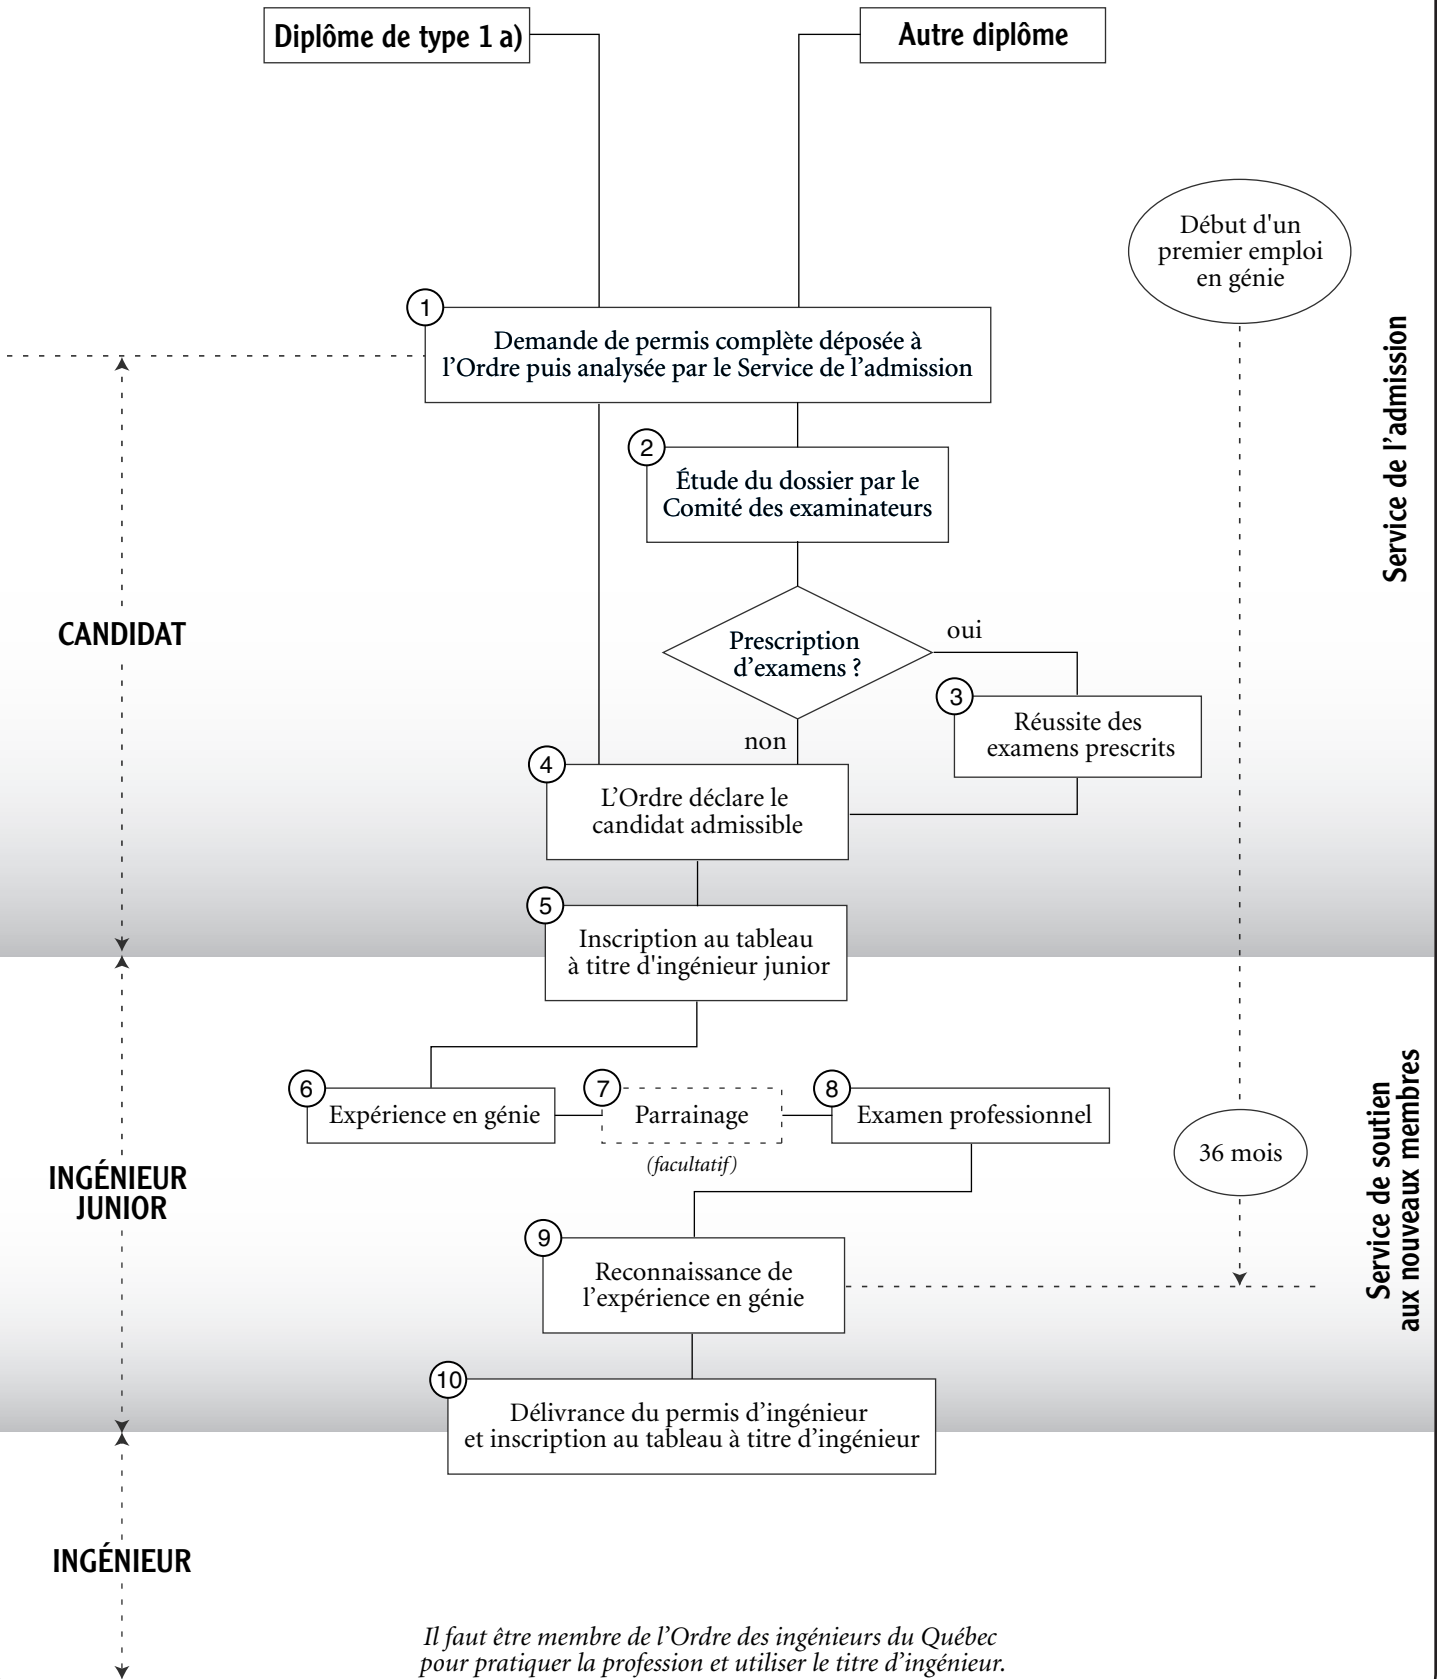 Diplôme de type 1 a)
Autre diplôme
Début d'un
premier emploi
en génie
1
Demande de permis complète déposée à
l’Ordre puis analysée par le Service de l’admission
Service de l’admission
2
Étude du dossier par le
Comité des examinateurs
CANDIDAT
Prescription
d’examens ?
oui
3
Réussite des
examens prescrits
non
4
L’Ordre déclare le
candidat admissible
5
Inscription au tableau
à titre d'ingénieur junior
6
Expérience en génie
7
Parrainage
(facultatif)
8
Examen professionnel
36 mois
INGÉNIEUR
JUNIOR
Service de soutien
aux nouveaux membres
9
Reconnaissance de
l’expérience en génie
10
Délivrance du permis d’ingénieur
et inscription au tableau à titre d’ingénieur
INGÉNIEUR
Il faut être membre de l’Ordre des ingénieurs du Québec
pour pratiquer la profession et utiliser le titre d’ingénieur.